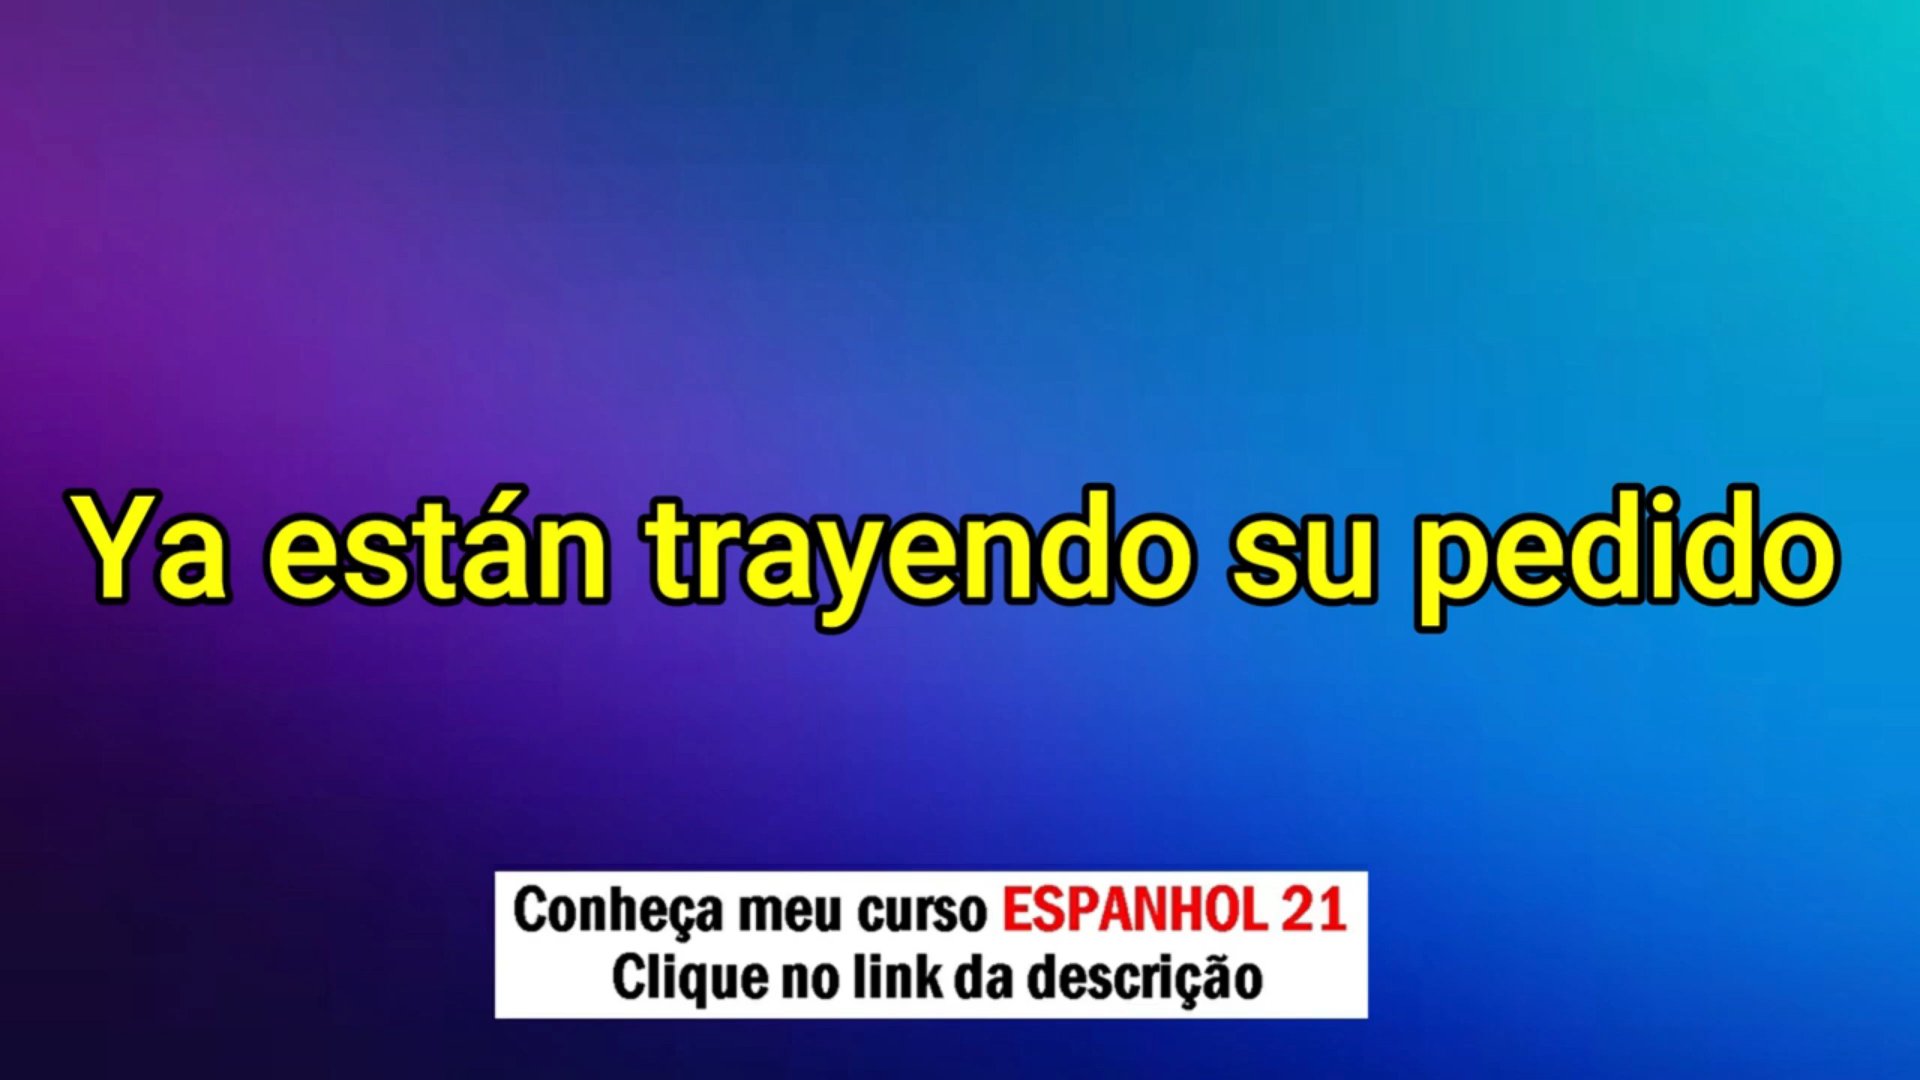 Ya están trayendo su pedido
Conheça meu curso ESPANHOL 21
Clique no link da descrição